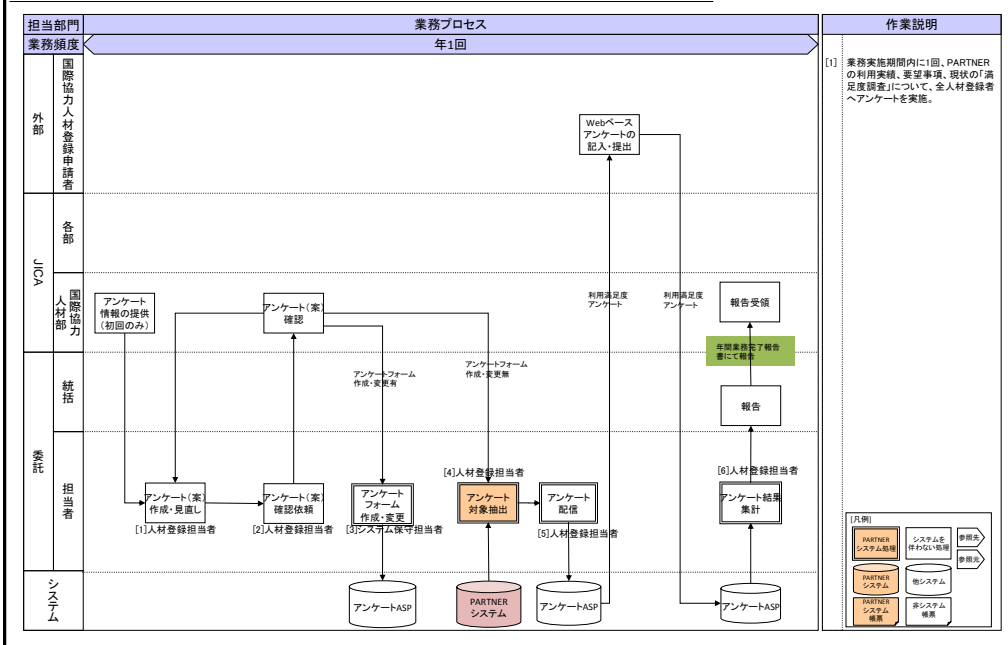 担当部門
業務プロセス
作業説明
業務頻度
年1回
外部
国際協力人材登録申請者
Webベース
アンケートの
記入・提出
[1] 業務実施期間内に1回、PARTNER
の利用実績、要望事項、現状の「満
足度調査」について、全人材登録者
へアンケートを実施。
JICA
各部
国際協力
人材部
アンケート
情報の提供
(初回のみ)
アンケート(案)
確認
利用満足度
アンケート
利用満足度
アンケート
報告受領
年間業務完了報告
書にて報告
委託
統括
アンケートフォーム
作成・変更有
アンケートフォーム
作成・変更無
報告
担当者
アンケート(案)
作成・見直し
[1]人材登録担当者
アンケート(案)
確認依頼
[2]人材登録担当者
アンケート
フォーム
作成・変更
[3]システム保守担当者
[4]人材登録担当者
アンケート
対象抽出
アンケート
配信
[5]人材登録担当者
[6]人材登録担当者
アンケート結果
集計
システム
アンケートASP
PARTNER
システム
アンケートASP
アンケートASP
[凡例]
PARTNER
システム処理
システムを
伴わない処理
参照先
参照元
PARTNER
システム
他システム
PARTNER
システム
帳票
非システム
帳票